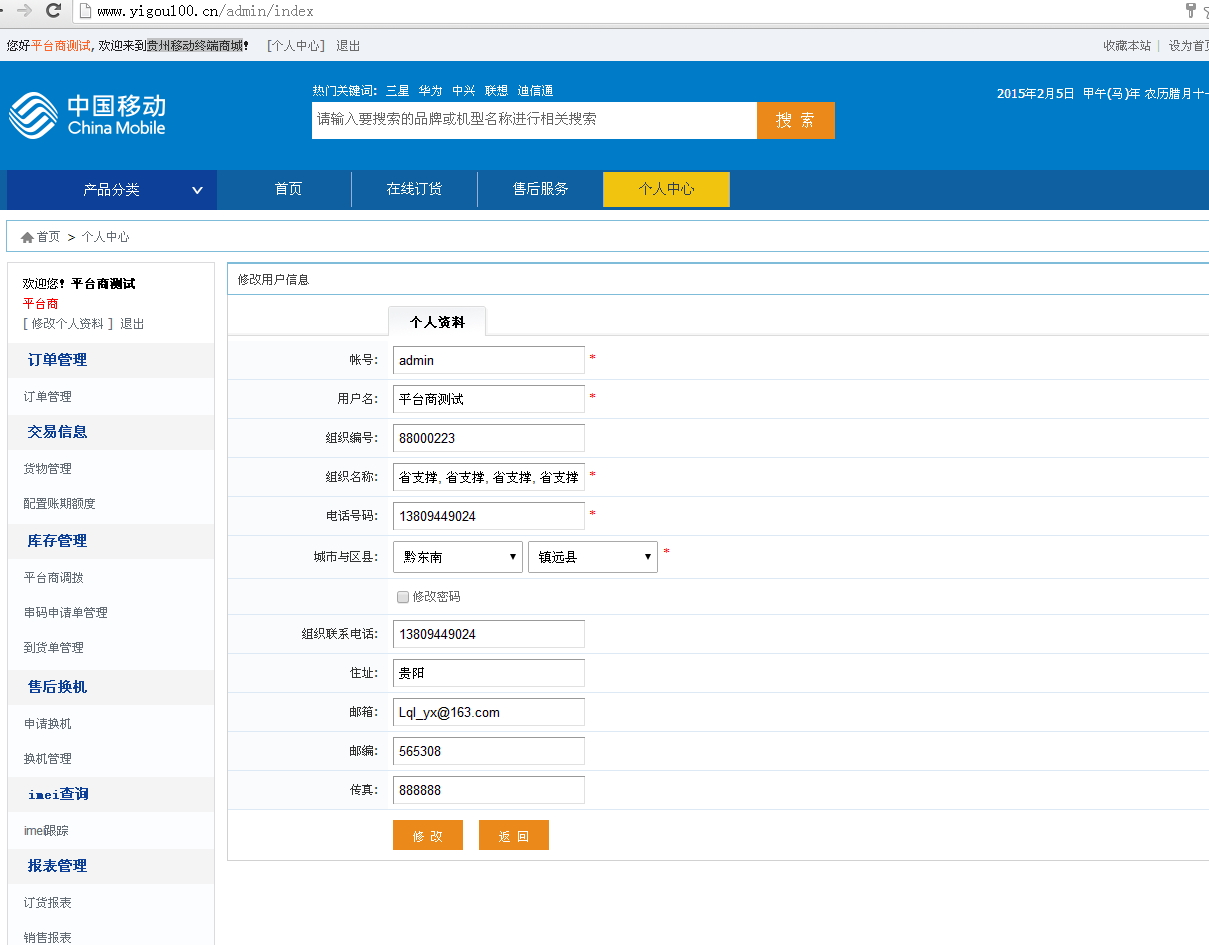 www.yigou100.cn/admin/index
您好平台商测试, 欢迎来到贵州移动终端商城! [个人中心] 退出 收藏本站 | 设为首页
中国移动
China Mobile
热门关键词: 三星 华为 中兴 联想 迪信通
请输入要搜索的品牌或机型名称进行相关搜索 搜 索
2015年2月5日 甲午(马)年 农历腊月十
产品分类 首页 在线订货 售后服务 个人中心
首页 > 个人中心
欢迎您! 平台商测试
平台商
[ 修改个人资料 ] 退出
订单管理
订单管理
交易信息
货物管理
配置账期额度
库存管理
平台商调拨
串码申请单管理
到货单管理
售后换机
申请换机
换机管理
imei查询
imei跟踪
报表管理
订货报表
销售报表
修改用户信息
个人资料
帐号: admin *
用户名: 平台商测试 *
组织编号: 88000223
组织名称: 省支撑, 省支撑, 省支撑, 省支撑 *
电话号码: 13809449024 *
城市与区县: 黔东南 镇远县 *
修改密码
组织联系电话: 13809449024
住址: 贵阳
邮箱: Lql_yx@163.com
邮编: 565308
传真: 888888
修 改 返 回